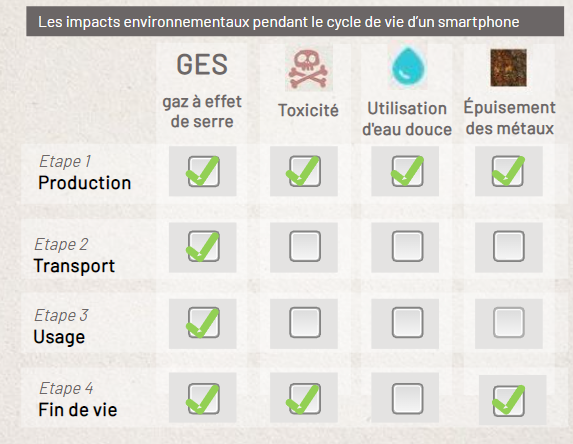 Les impacts environnementaux pendant le cycle de vie d'un smartphone
GES
gaz à effet
de serre
Toxicité
Utilisation
d'eau douce
Épuisement
des métaux
Etape 1
Production
Etape 2
Transport
Etape 3
Usage
Etape 4
Fin de vie